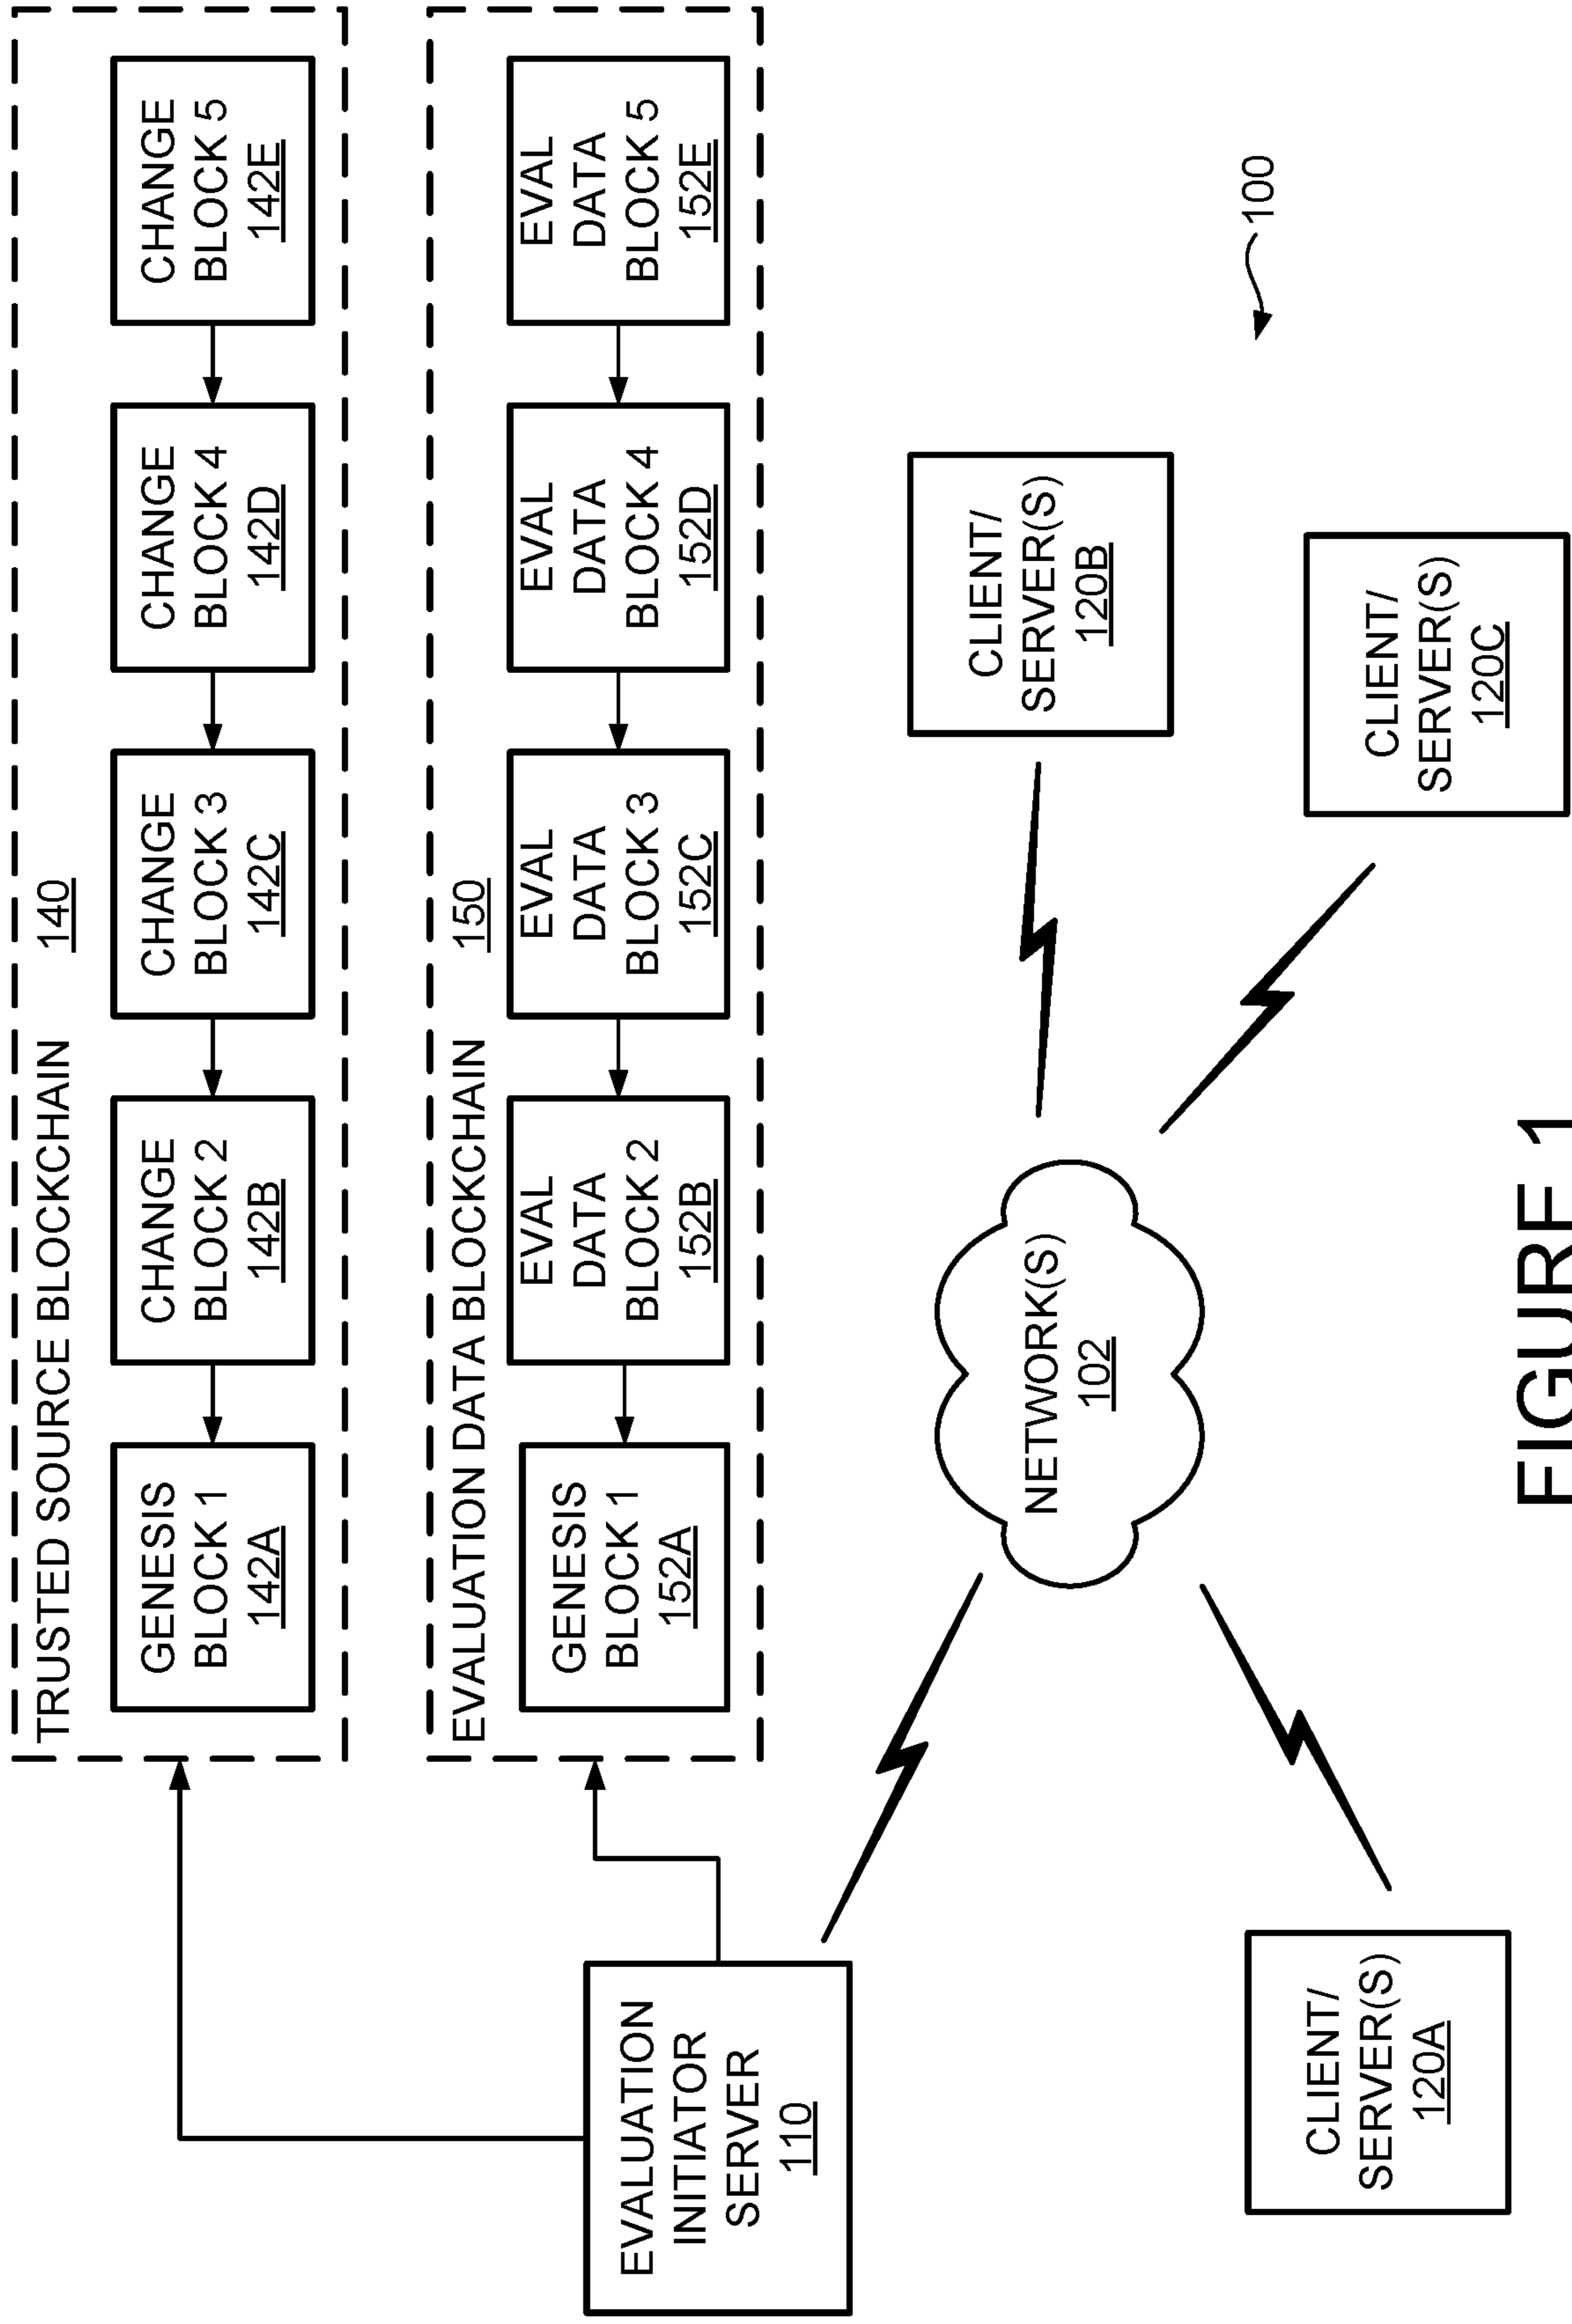 TRUSTED SOURCE BLOCKCHAIN 140
GENESIS
BLOCK 1
142A
CHANGE
BLOCK 2
142B
CHANGE
BLOCK 3
142C
CHANGE
BLOCK 4
142D
CHANGE
BLOCK 5
142E
EVALUATION DATA BLOCKCHAIN 150
GENESIS
BLOCK 1
152A
EVAL
DATA
BLOCK 2
152B
EVAL
DATA
BLOCK 3
152C
EVAL
DATA
BLOCK 4
152D
EVAL
DATA
BLOCK 5
152E
EVALUATION
INITIATOR
SERVER
110
NETWORK(S)
102
CLIENT/
SERVER(S)
120B
CLIENT/
SERVER(S)
120C
CLIENT/
SERVER(S)
120A
100
FIGURE 1